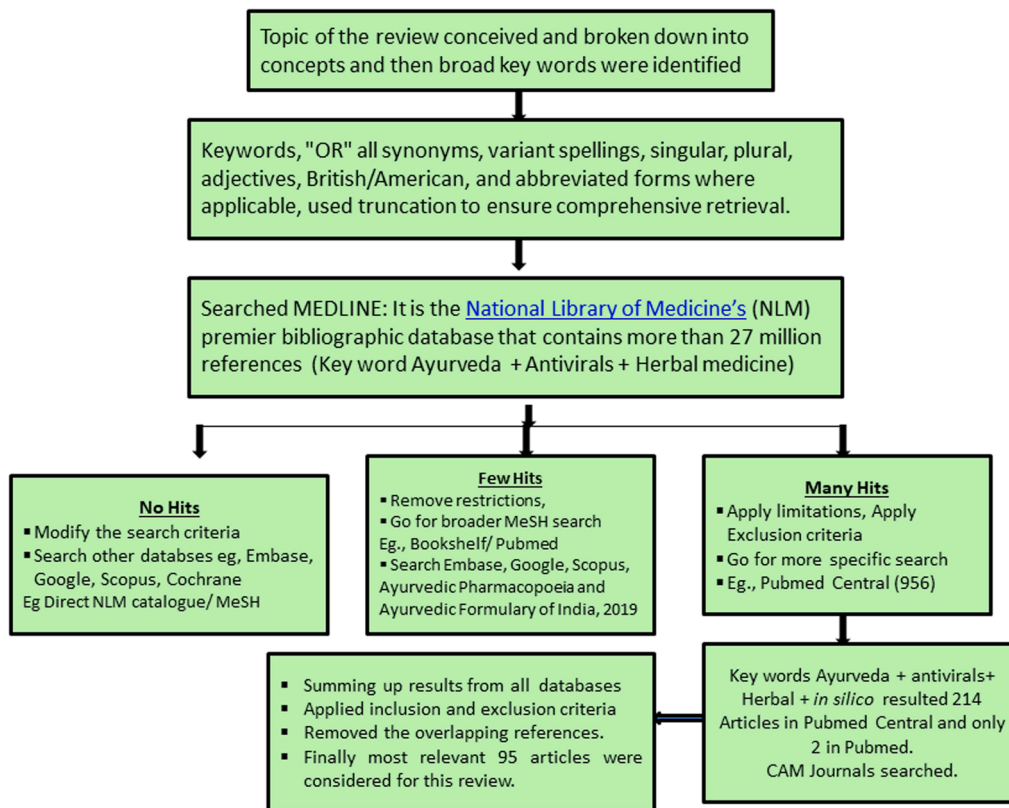 Topic of the review conceived and broken down into
concepts and then broad key words were identified
Keywords, "OR" all synonyms, variant spellings, singular, plural,
adjectives, British/American, and abbreviated forms where
applicable, used truncation to ensure comprehensive retrieval.
Searched MEDLINE: It is the National Library of Medicine's (NLM)
premier bibliographic database that contains more than 27 million
references (Key word Ayurveda + Antivirals + Herbal medicine)
No Hits
▪ Modify the search criteria
▪ Search other databses eg, Embase,
Google, Scopus, Cochrane
Eg Direct NLM catalogue/ MeSH
Few Hits
▪ Remove restrictions,
▪ Go for broader MeSH search
Eg., Bookshelf/ Pubmed
▪ Search Embase, Google, Scopus,
Ayurvedic Pharmacopoeia and
Ayurvedic Formulary of India, 2019
Many Hits
▪ Apply limitations, Apply
Exclusion criteria
▪ Go for more specific search
▪ Eg., Pubmed Central (956)
Key words Ayurveda + antivirals+
Herbal + in silico resulted 214
Articles in Pubmed Central and only
2 in Pubmed.
CAM Journals searched.
▪ Summing up results from all databases
▪ Applied inclusion and exclusion criteria
▪ Removed the overlapping references.
▪ Finally most relevant 95 articles were
considered for this review.